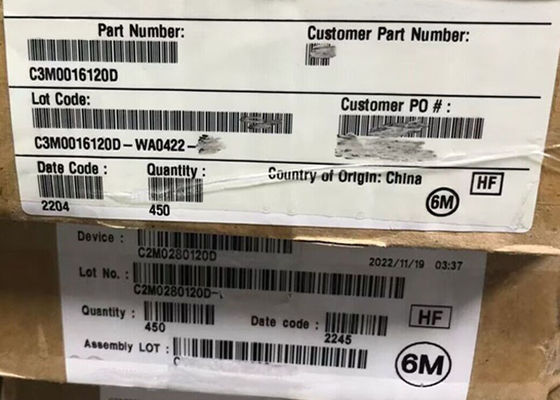 Part Number: Customer Part Number:
C3M0016120D
Lot Code: Customer PO # :
C3M0016120D-WA0422-
Date Code : Quantity : Country of Origin: China HF
2204 450 6M
Device : C2M0280120D 2022/11/19 03:37
Lot No. : C2M0280120D-
Quantity : 450 Date code : 2245 HF
Assembly LOT : 6M